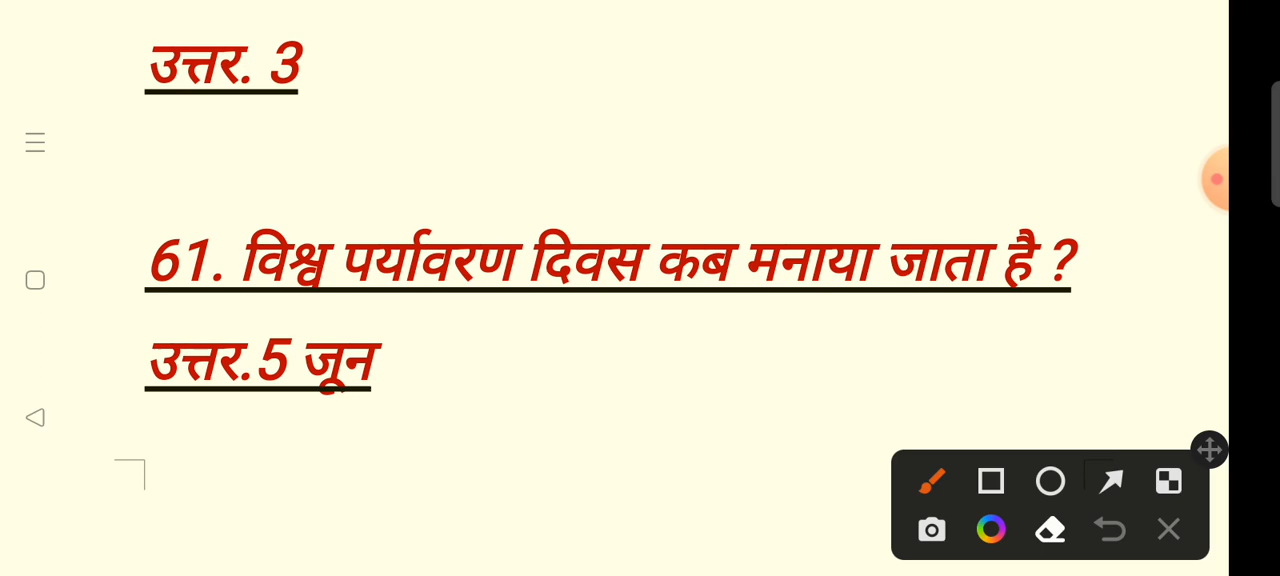 उत्तर. 3
61. विश्व पर्यावरण दिवस कब मनाया जाता है ?
उत्तर.5 जून